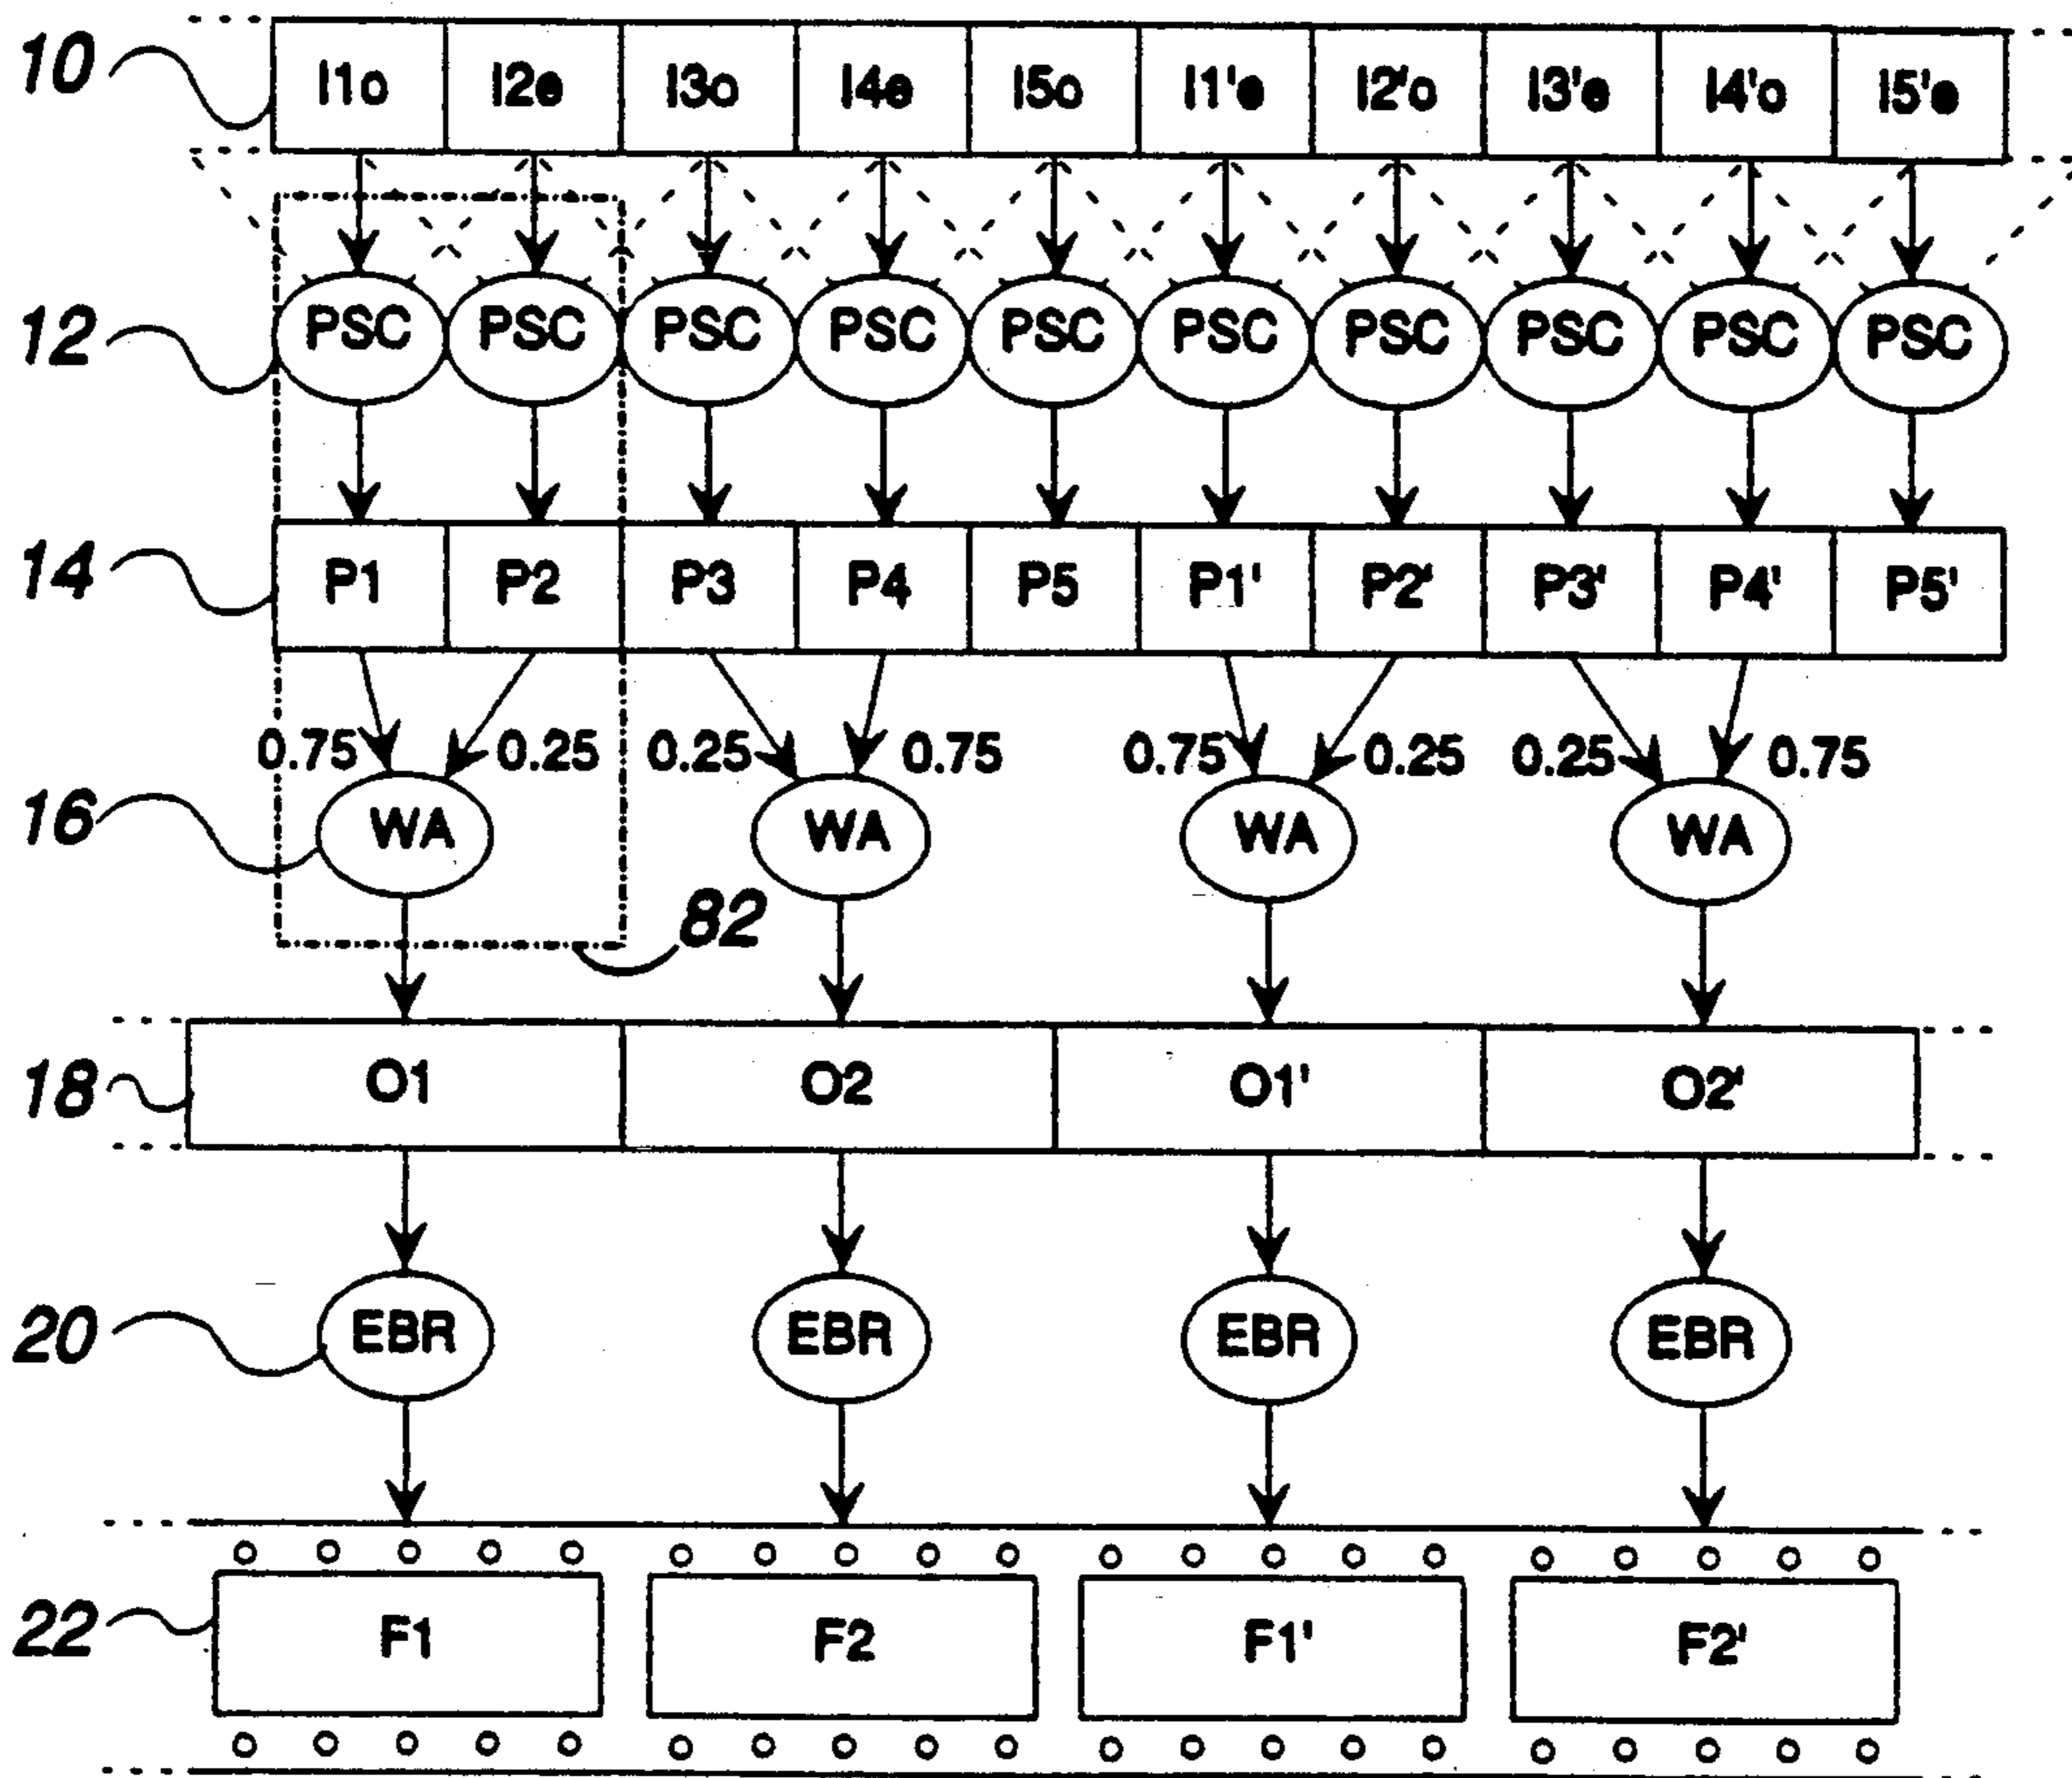 10 I1o I2e I3o I4e I5o I1'e I2'o I3'e I4'o I5'e
12 PSC PSC PSC PSC PSC PSC PSC PSC PSC PSC
14 P1 P2 P3 P4 P5 P1' P2' P3' P4' P5'
0.75 0.25 0.25 0.75 0.75 0.25 0.25 0.75
16 WA WA WA WA
82
18 O1 O2 O1' O2'
20 EBR EBR EBR EBR
22 F1 F2 F1' F2'